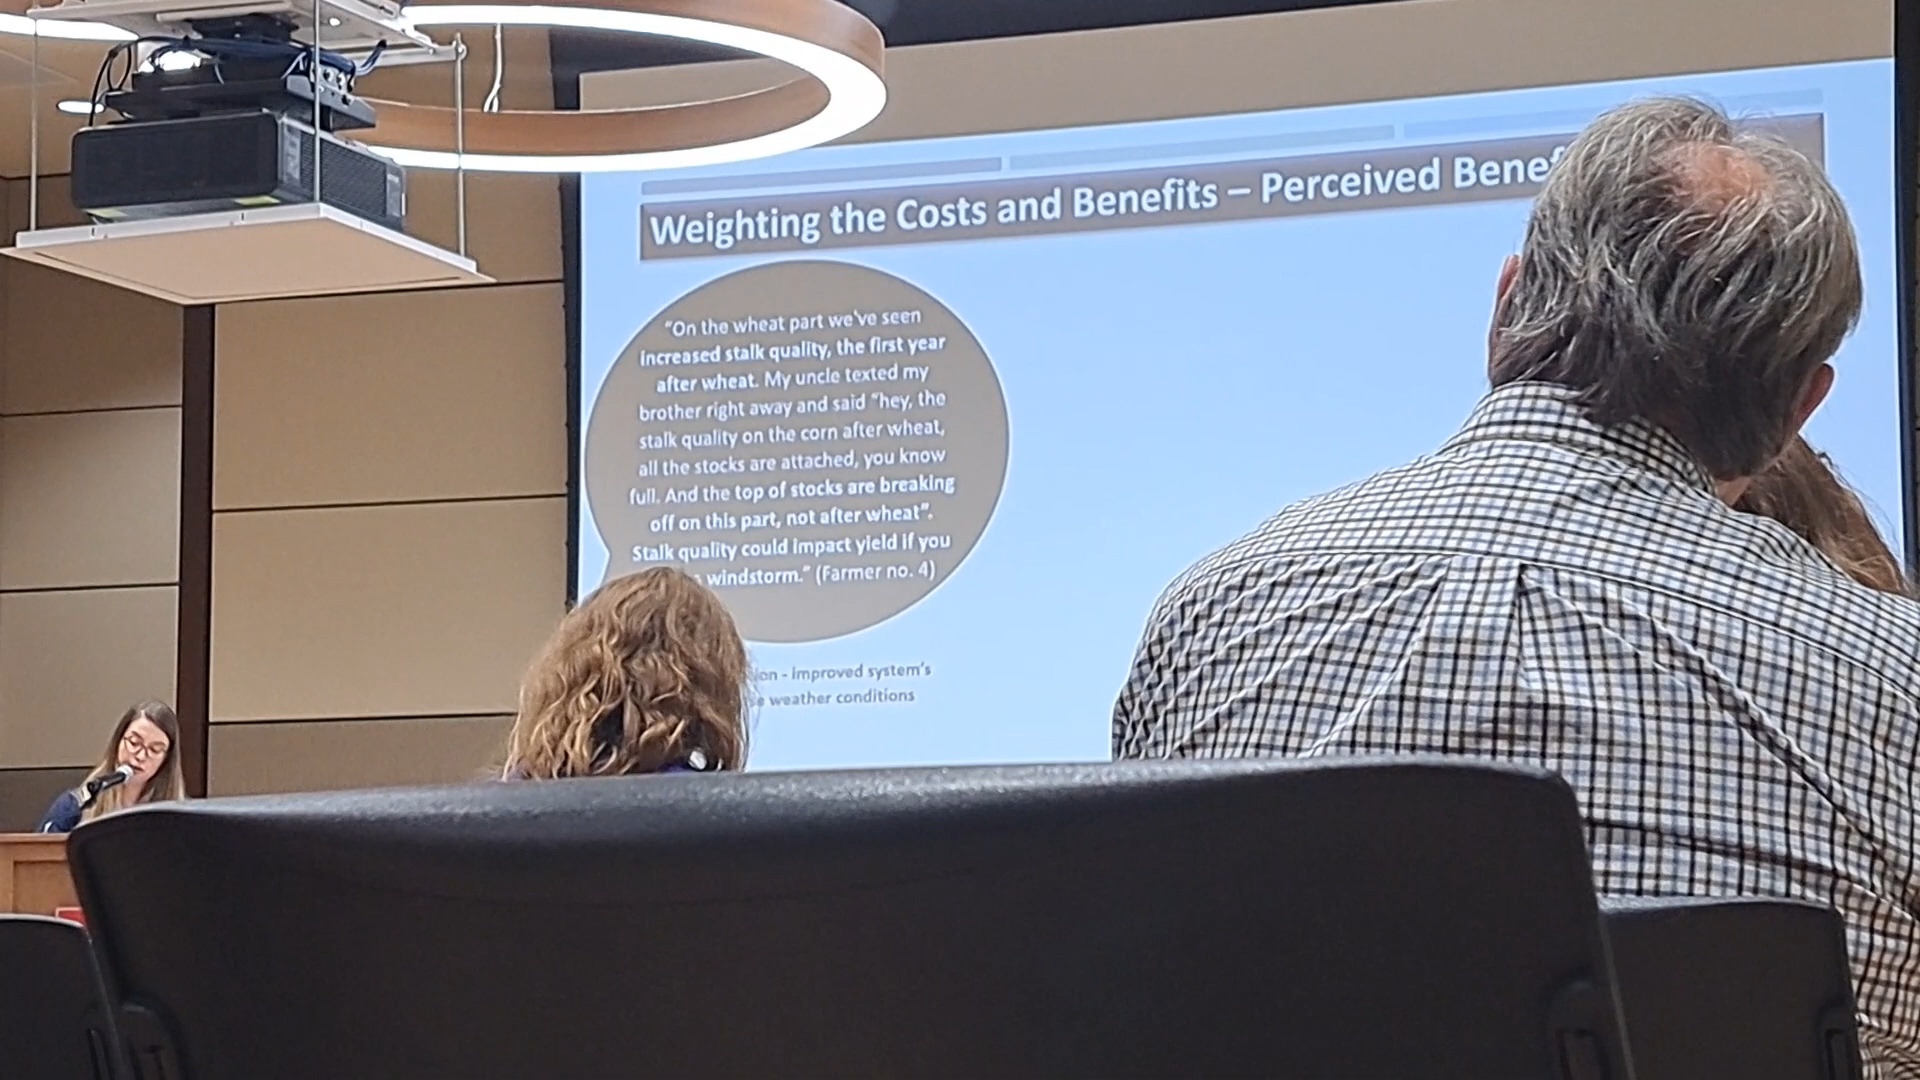 Weighting the Costs and Benefits – Perceived
"On the wheat part we've seen
increased stalk quality, the first year
after wheat. My uncle texted my
brother right away and said "hey, the
stalk quality on the corn after wheat,
all the stocks are attached, you know
full. And the top of stocks are breaking
off on this part, not after wheat".
Stalk quality could impact yield if you
windstorm." (Farmer no. 4)
- improved system's
weather conditions